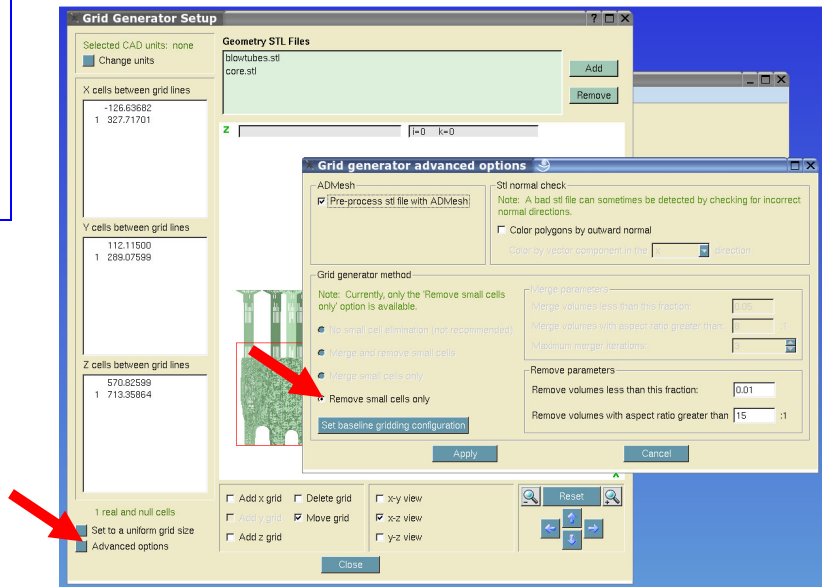 Grid Generator Setup
Selected CAD units: none
Change units
Geometry STL Files
blowtubes.stl
core.stl
Add
Remove
X cells between grid lines
-126.63682
1 327.71701
Z
i=0 k=0
Y cells between grid lines
112.11500
1 289.07599
Z cells between grid lines
570.82599
1 713.35864
1 real and null cells
Set to a uniform grid size
Advanced options
Add x grid
Delete grid
Add y grid
Move grid
Add z grid
x-y view
x-z view
y-z view
Reset
Close
Grid generator advanced options
ADMesh
Pre-process stl file with ADMesh
Stl normal check
Note: A bad stl file can sometimes be detected by checking for incorrect
normal directions.
Color polygons by outward normal
Color by vector component in the x direction
Grid generator method
Note: Currently, only the 'Remove small cells
only' option is available.
No small cell elimination (not recommended)
Merge and remove small cells
Merge small cells only
Remove small cells only
Set baseline gridding configuration
Merge parameters
Merge volumes less than this fraction: 0.05
Merge volumes with aspect ratio greater than :1
Maximum merger iterations:
Remove parameters
Remove volumes less than this fraction: 0.01
Remove volumes with aspect ratio greater than 15 :1
Apply
Cancel